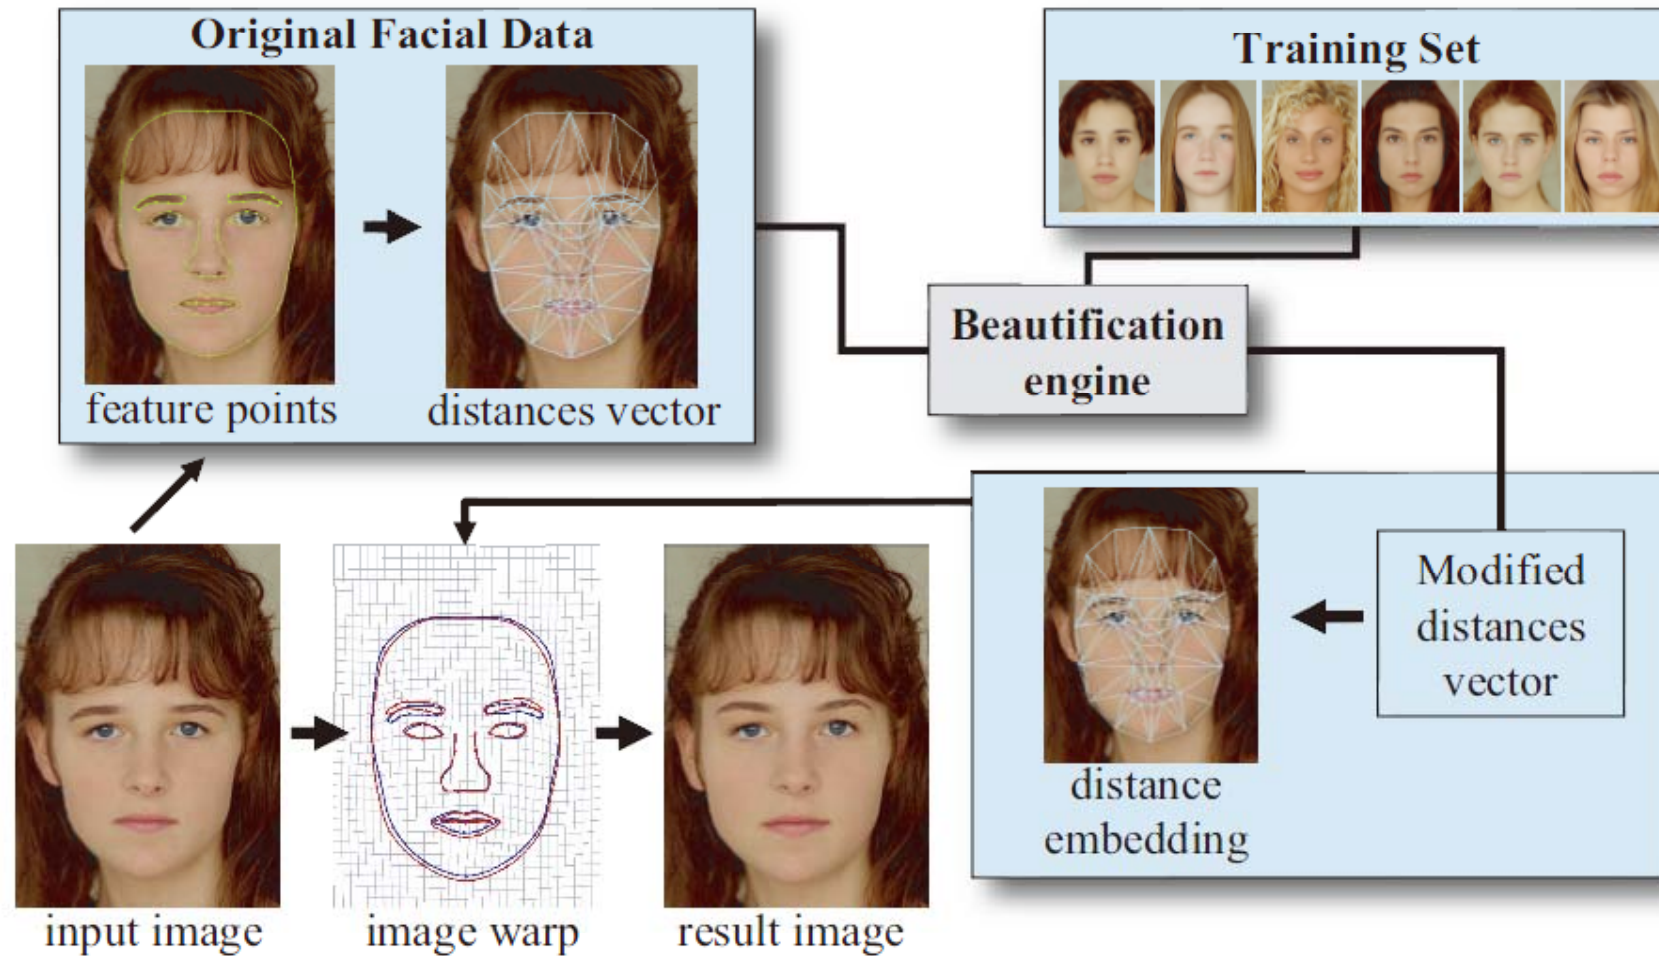 Original Facial Data
feature points
distances vector
Training Set
Beautification
engine
Modified
distances
vector
distance
embedding
input image
image warp
result image